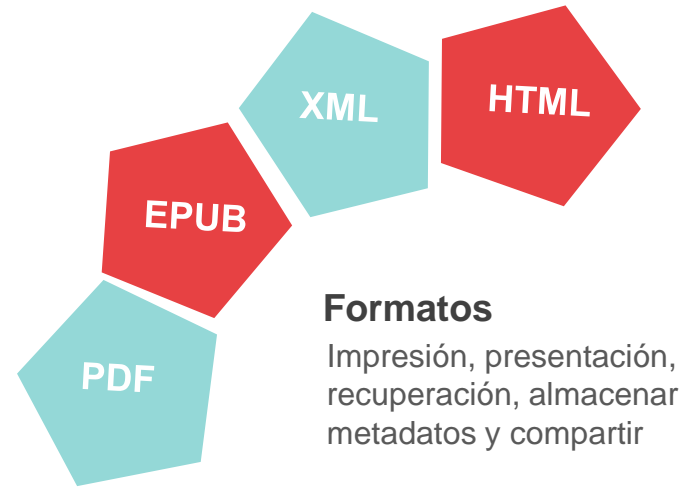 XML
HTML
EPUB
PDF
Formatos
Impresión, presentación,
recuperación, almacenar
metadatos y compartir